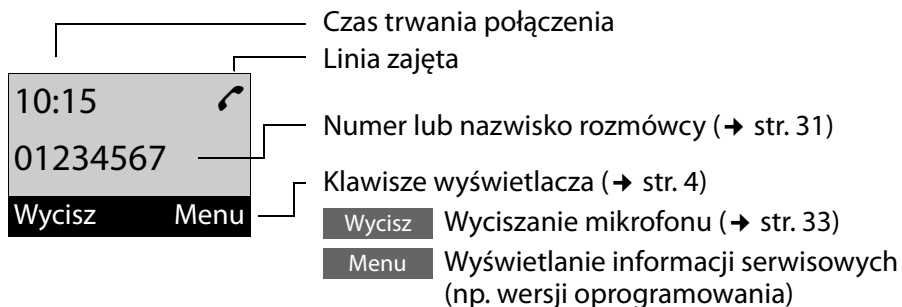 Czas trwania połączenia
Linia zajęta
10:15
Numer lub nazwisko rozmówcy (➔ str. 31)
01234567
Klawisze wyświetlacza (➔ str. 4)
Wycisz Menu
Wycisz Wyciszanie mikrofonu (➔ str. 33)
Menu Wyświetlanie informacji serwisowych
(np. wersji oprogramowania)